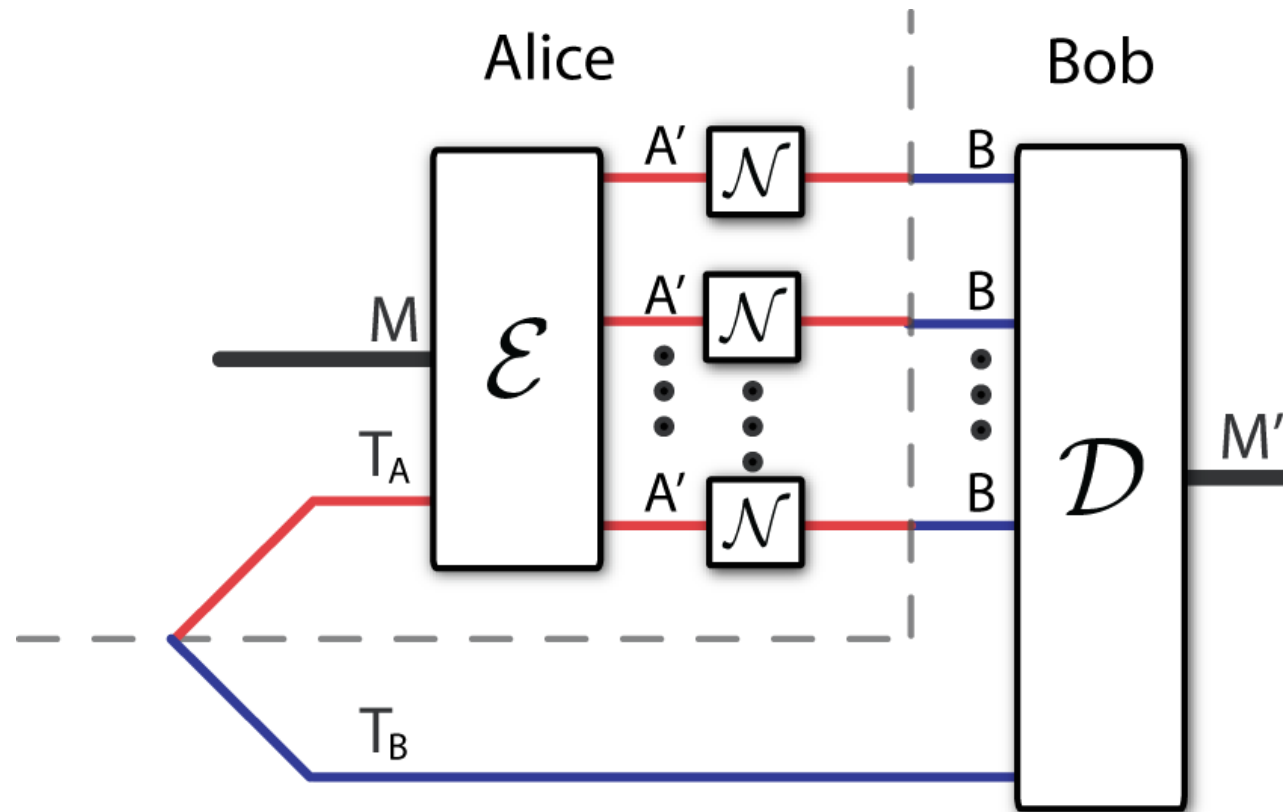 Alice
Bob
A′ 𝒩 B
M
A′ 𝒩 B
ℰ
T_A
M′
𝒟
A′ 𝒩 B
T_B